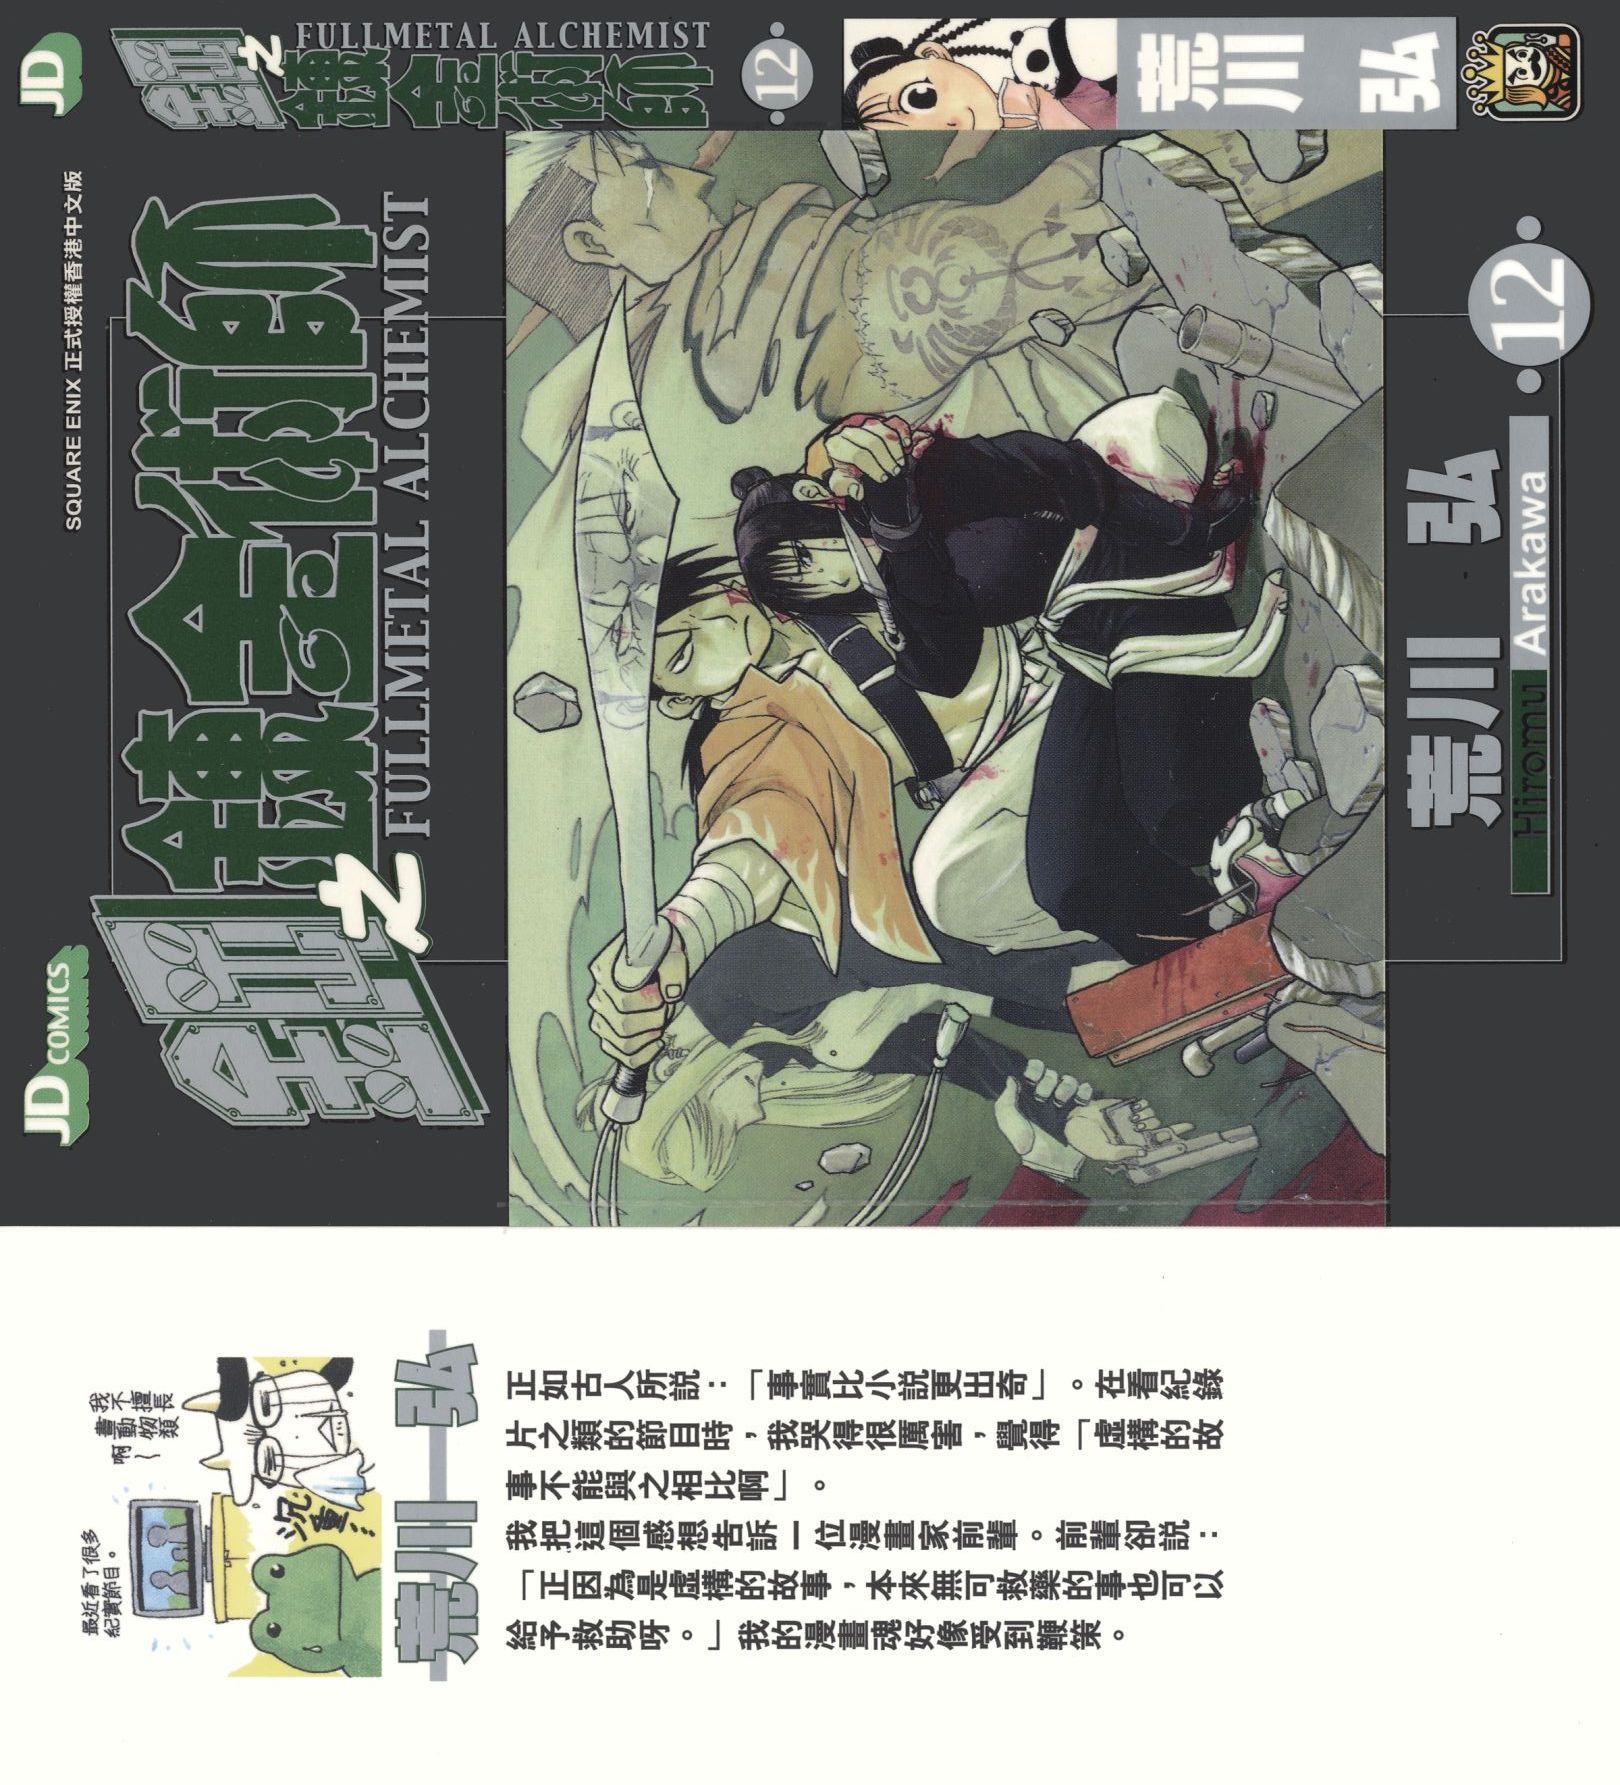 JD
FULLMETAL ALCHEMIST
鋼之鍊金術師
12
荒川 弘
SQUARE ENIX 正式授權香港中文版
JD COMICS
鋼之鍊金術師
FULLMETAL ALCHEMIST
12
荒川 弘
Hiromu Arakawa
荒川 弘
我不擅長
畫動物類
啊～
沉重…
最近看了很多
紀實節目。
正如古人所說：「事實比小說更出奇」。在看紀錄
片之類的節目時，我哭得很厲害，覺得「虛構的故
事不能與之相比啊」。
我把這個感想告訴一位漫畫家前輩。前輩卻說：
「正因為是虛構的故事，本來無可救藥的事也可以
給予救助呀。」我的漫畫魂好像受到鞭策。